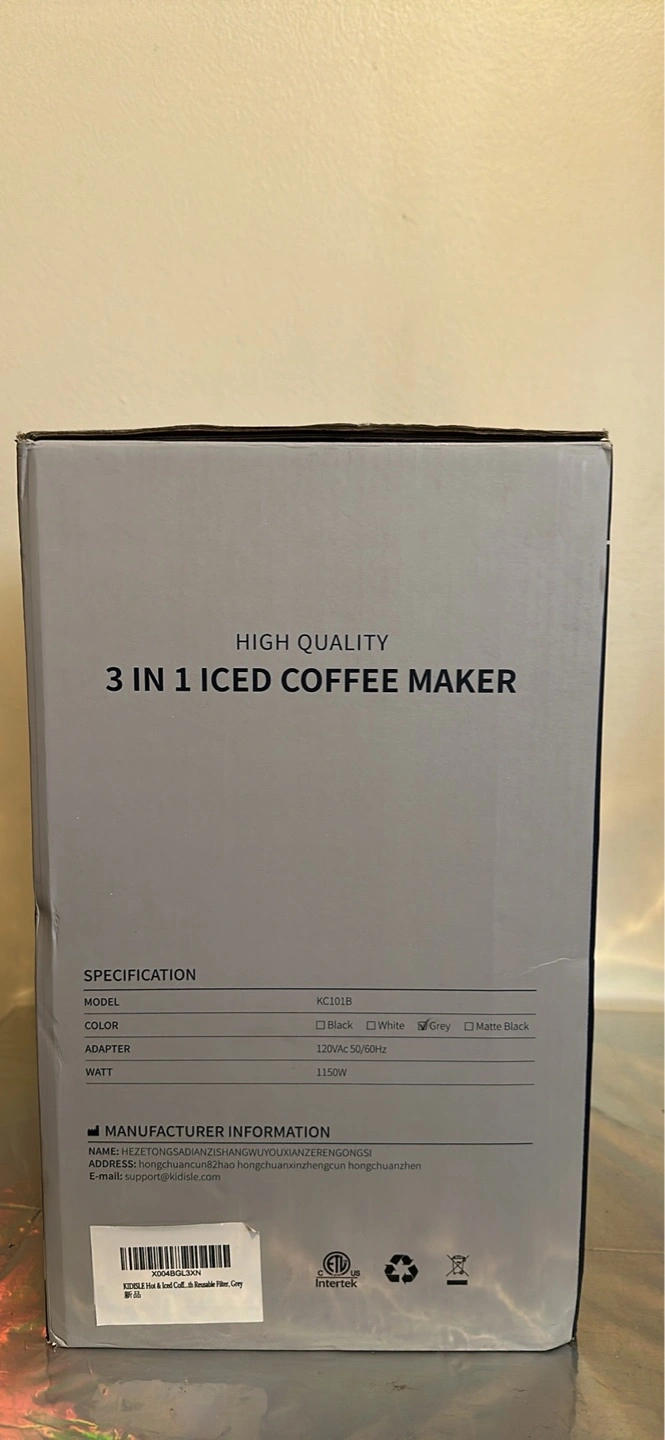 HIGH QUALITY
3 IN 1 ICED COFFEE MAKER
SPECIFICATION
MODEL KC101B
COLOR Black White Grey Matte Black
ADAPTER 120VAc 50/60Hz
WATT 1150W
MANUFACTURER INFORMATION
NAME: HEZETONGSADIANZISHANGWUYOUXIANZERENGONGSI
ADDRESS: hongchuancun82hao hongchuanxinzhengcun hongchuanzhen
E-mail: support@kidisle.com
X004BGL3XN
KIDISLE Hot & Iced Coff...th Reusable Filter, Grey
新品
C ETL US
Intertek